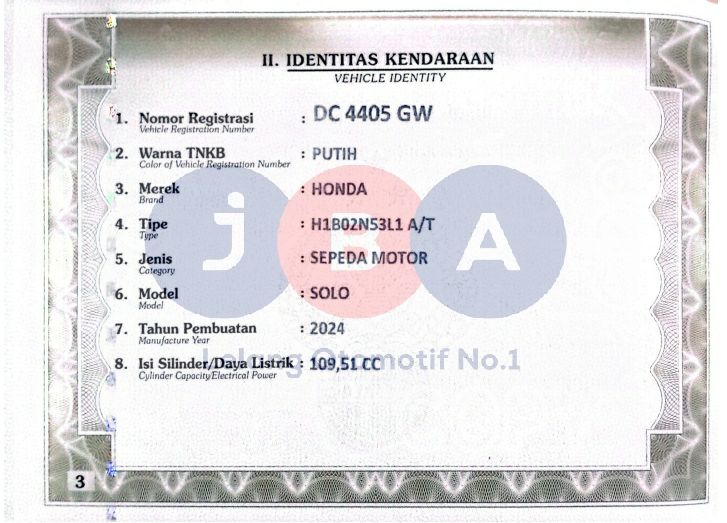 II. IDENTITAS KENDARAAN
VEHICLE IDENTITY
1. Nomor Registrasi : DC 4405 GW
Vehicle Registration Number
2. Warna TNKB : PUTIH
Color of Vehicle Registration Number
3. Merek : HONDA
Brand
4. Tipe : H1B02N53L1 A/T
Type
5. Jenis : SEPEDA MOTOR
Category
6. Model : SOLO
Model
7. Tahun Pembuatan : 2024
Manufacture Year
8. Isi Silinder/Daya Listrik : 109,51 CC
Cylinder Capacity/Electrical Power
JBA
Lelang Otomotif No.1
3